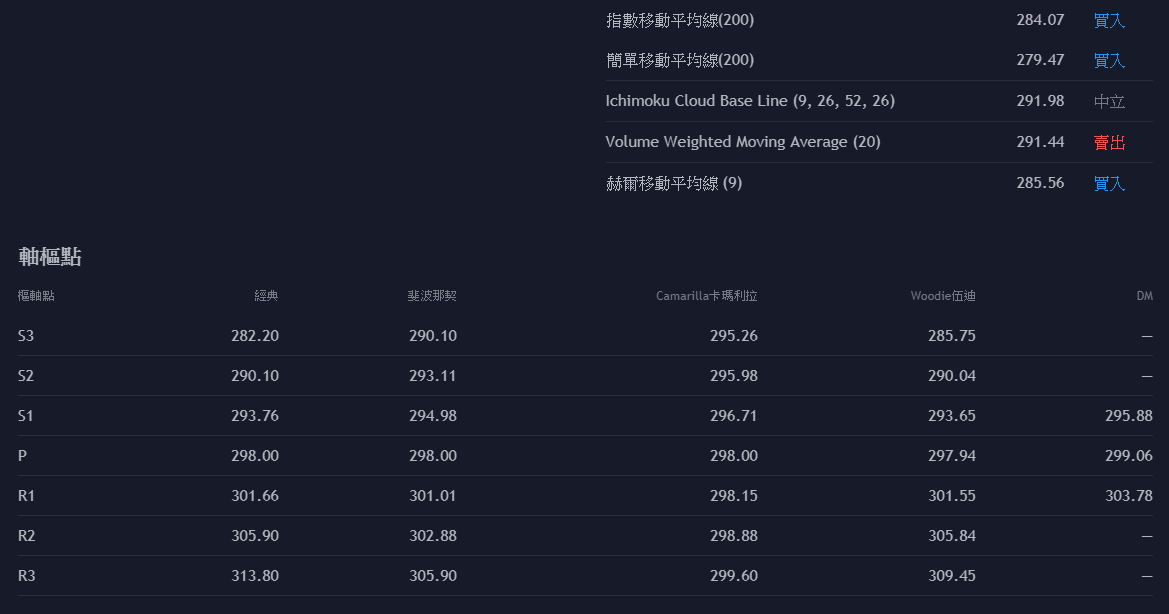 指數移動平均線(200) 284.07 買入
簡單移動平均線(200) 279.47 買入
Ichimoku Cloud Base Line (9, 26, 52, 26) 291.98 中立
Volume Weighted Moving Average (20) 291.44 賣出
赫爾移動平均線 (9) 285.56 買入
軸樞點
樞軸點 經典 斐波那契 Camarilla卡瑪利拉 Woodie伍迪 DM
S3 282.20 290.10 295.26 285.75 —
S2 290.10 293.11 295.98 290.04 —
S1 293.76 294.98 296.71 293.65 295.88
P 298.00 298.00 298.00 297.94 299.06
R1 301.66 301.01 298.15 301.55 303.78
R2 305.90 302.88 298.88 305.84 —
R3 313.80 305.90 299.60 309.45 —